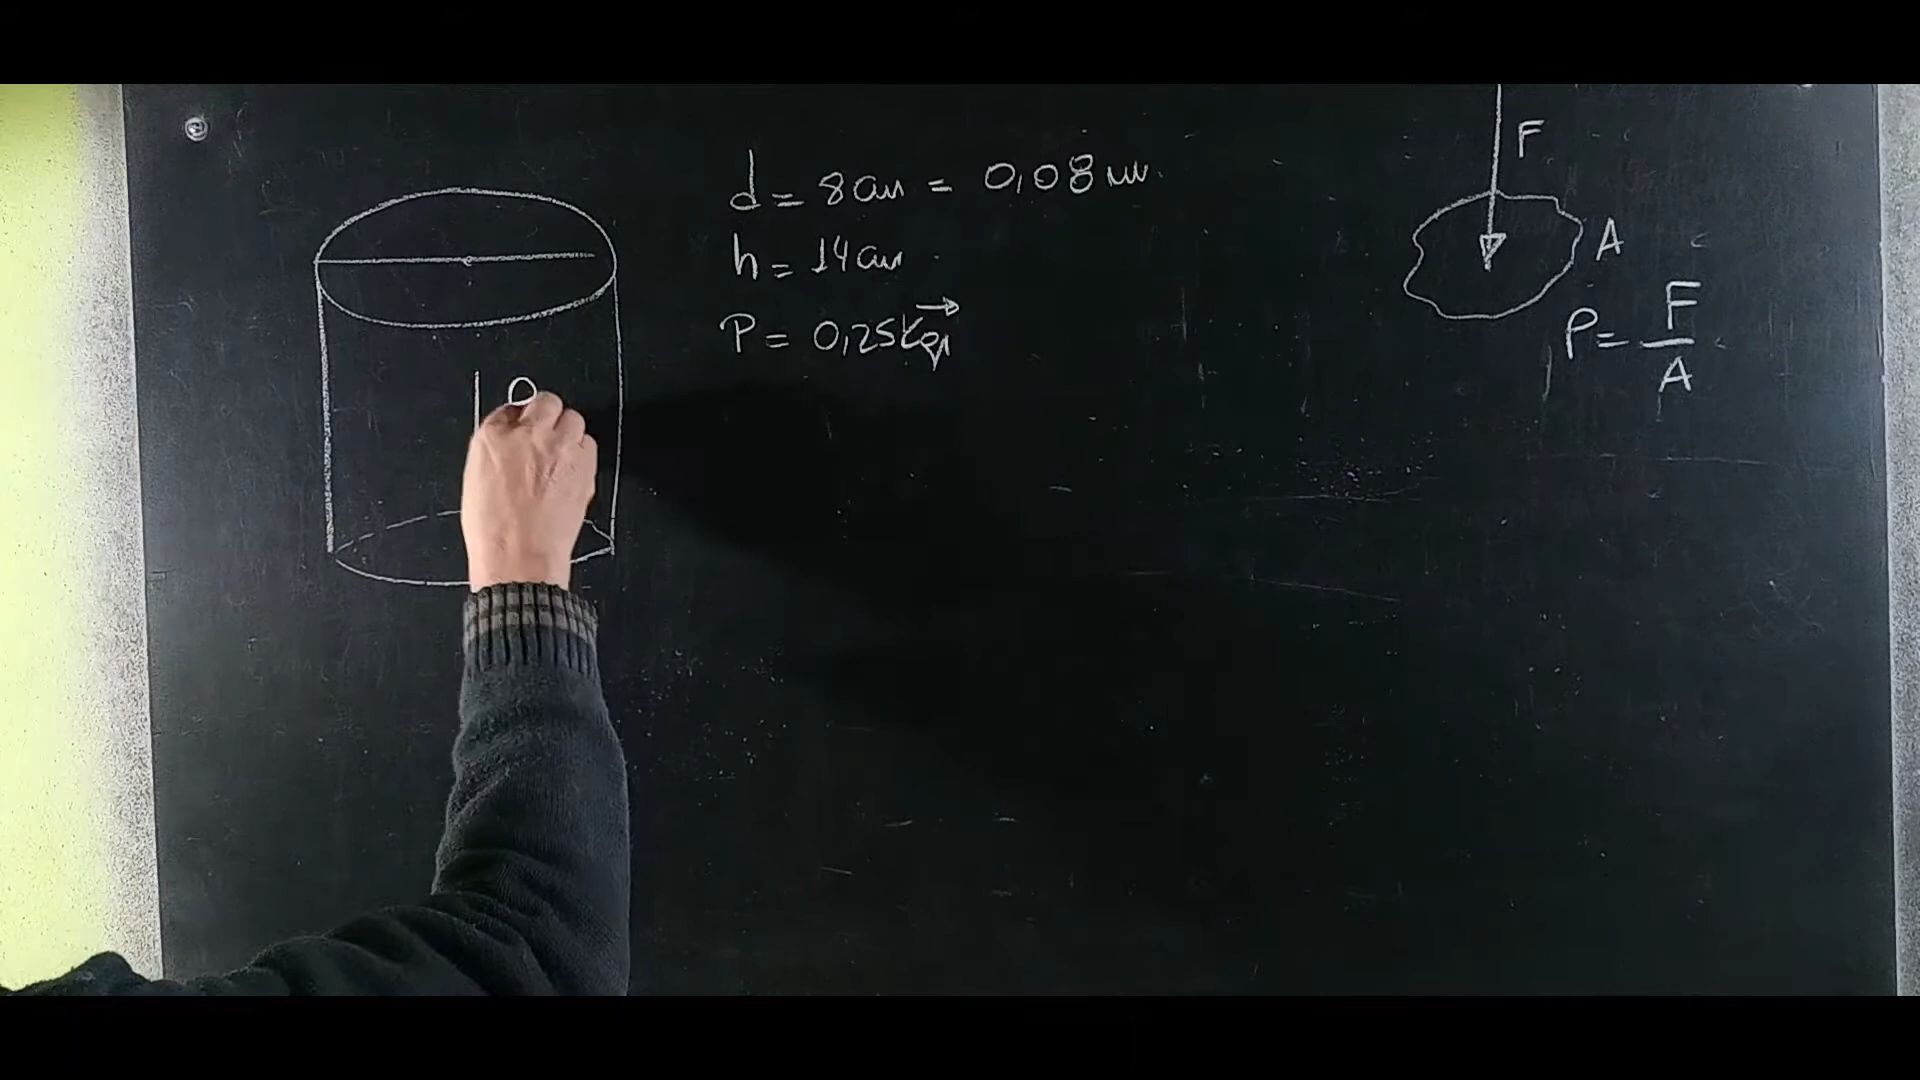 d = 8cm = 0,08m
h = 14cm
P = 0,25kg
F
A
P = F
A